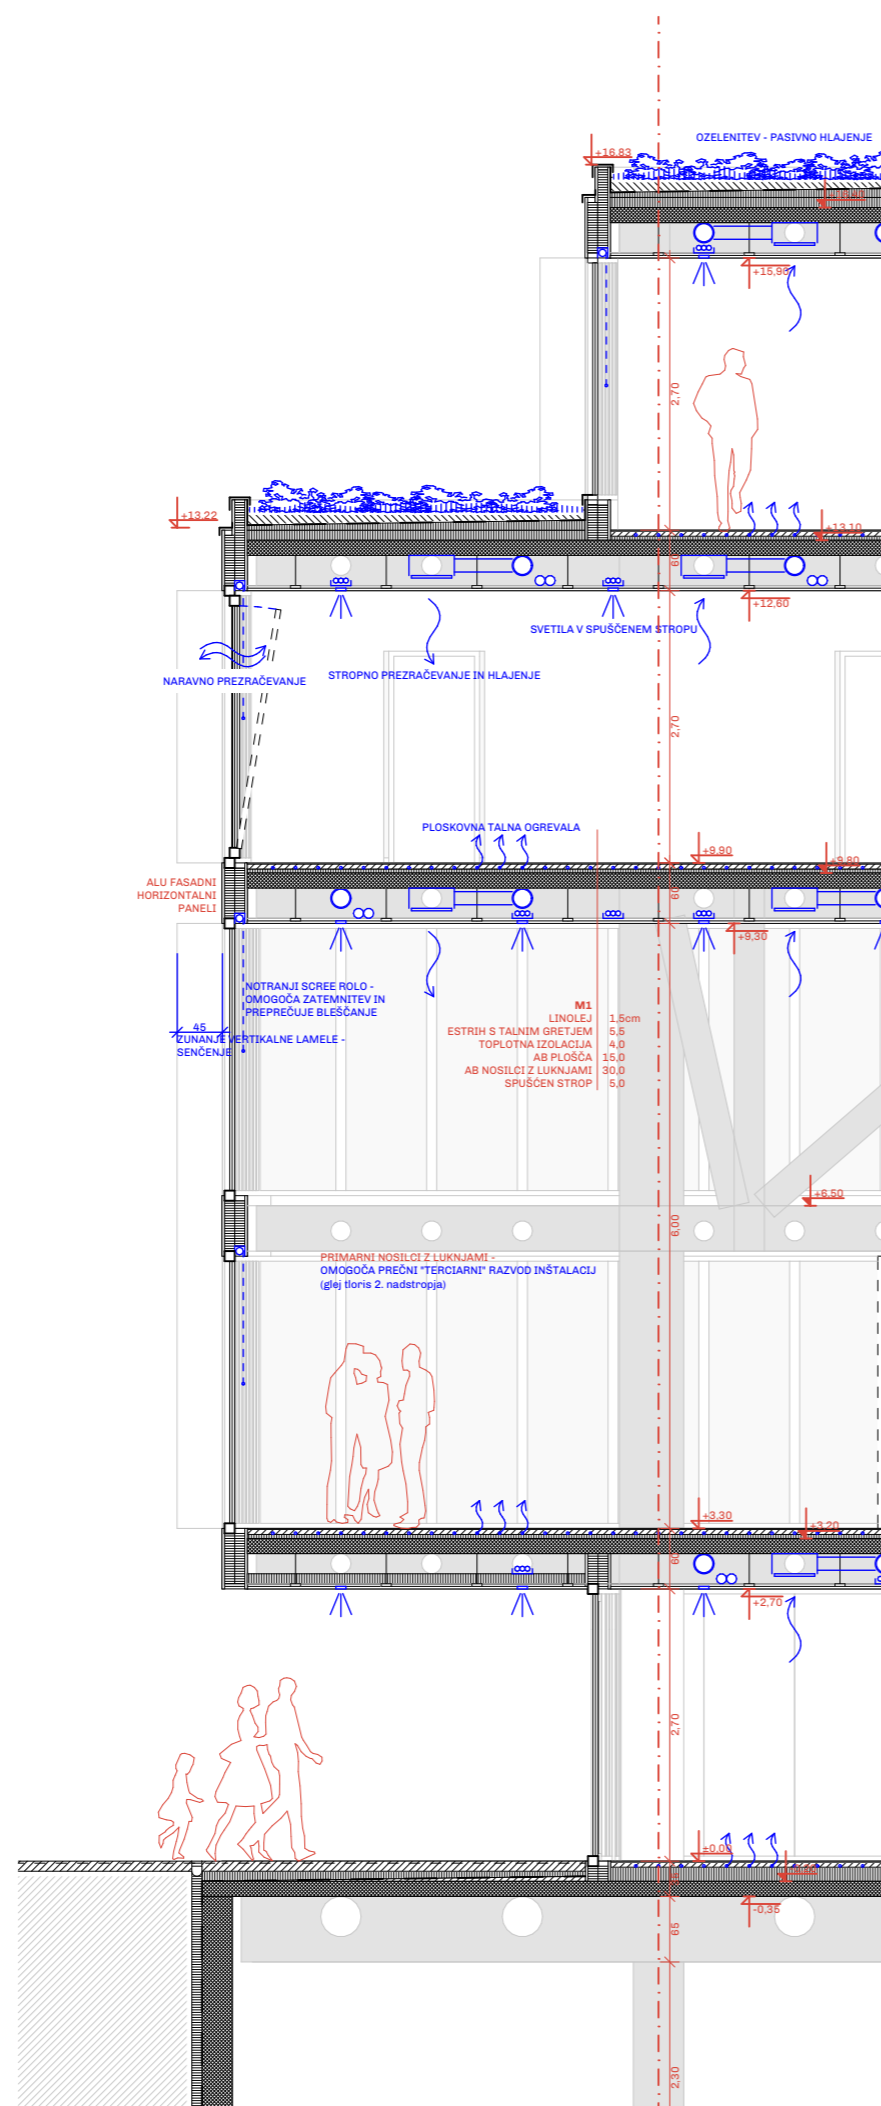 OZELENITEV - PASIVNO HLAJENJE
+16,83
+15,90
2,70
+13,22
+13,10
60
+12,60
SVETILA V SPUŠČENEM STROPU
STROPNO PREZRAČEVANJE IN HLAJENJE
NARAVNO PREZRAČEVANJE
2,70
PLOSKOVNA TALNA OGREVALA
+9,90
+9,80
ALU FASADNI
HORIZONTALNI
PANELI
60
+9,30
NOTRANJI SCREE ROLO -
OMOGOČA ZATEMNITEV IN
PREPREČUJE BLEŠČANJE
45
ZUNANJE VERTIKALNE LAMELE -
SENČENJE
M1
LINOLEJ 1,5cm
ESTRIH S TALNIM GRETJEM 5,5
TOPLOTNA IZOLACIJA 4,0
AB PLOŠČA 15,0
AB NOSILCI Z LUKNJAMI 30,0
SPUŠČEN STROP 5,0
+6,50
6,00
PRIMARNI NOSILCI Z LUKNJAMI -
OMOGOČA PREČNI "TERCIARNI" RAZVOD INŠTALACIJ
(glej tloris 2. nadstropja)
+3,30
+3,20
60
+2,70
2,70
±0,00
-0,35
65
2,30